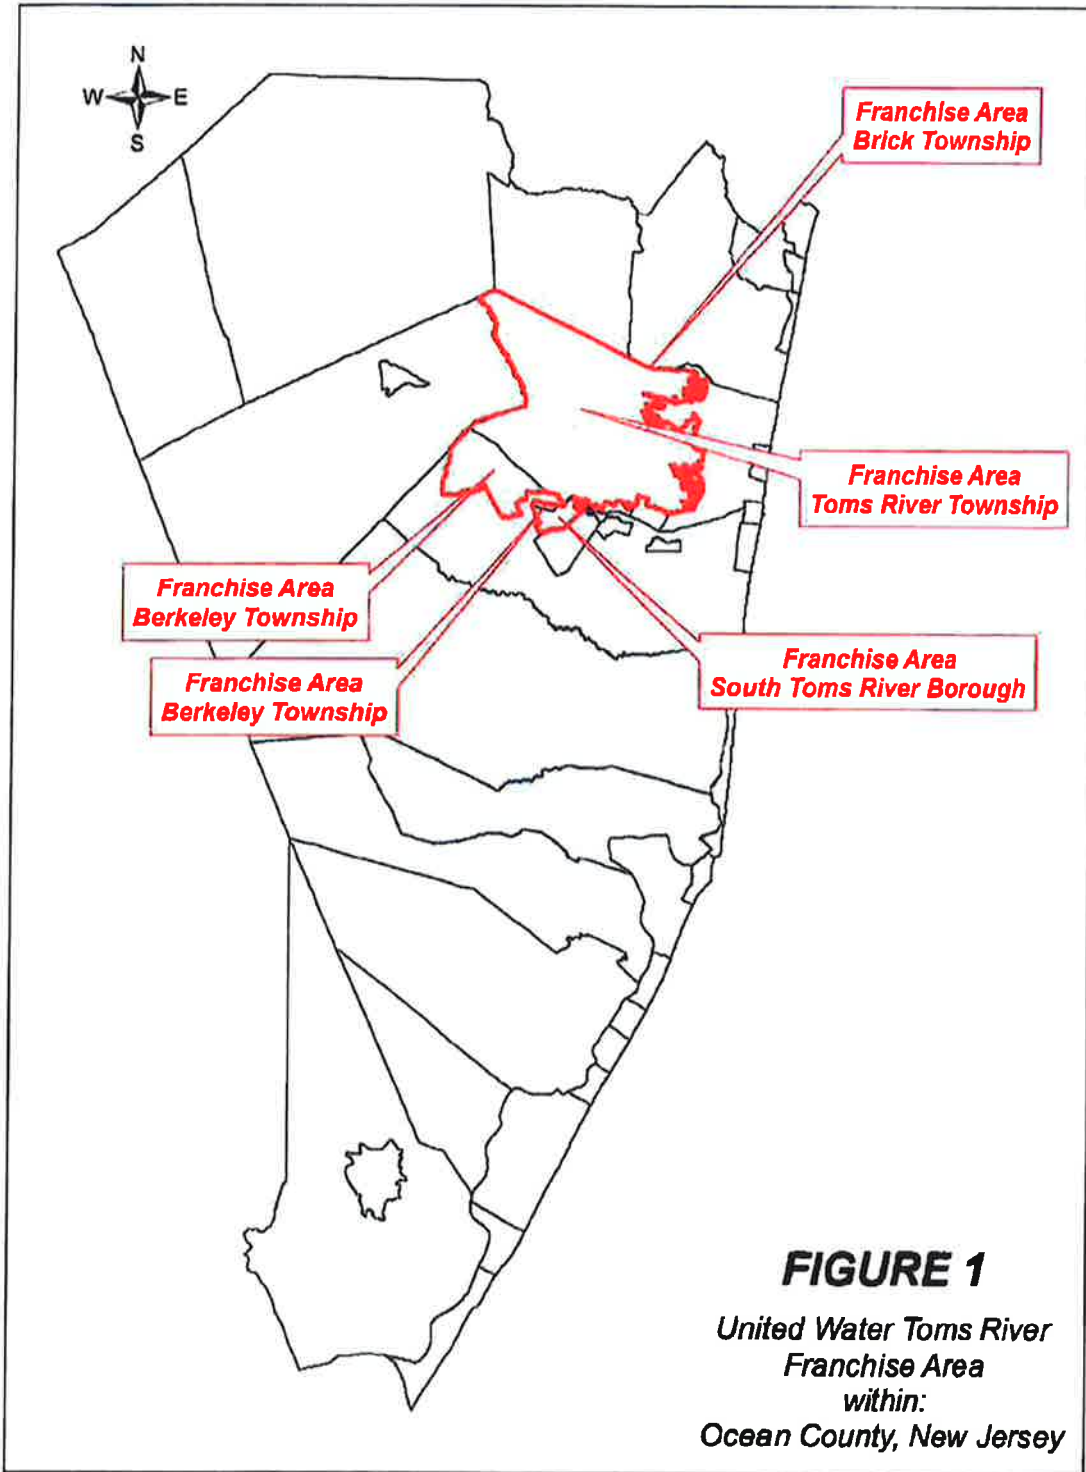 N
W E
S
Franchise Area
Brick Township
Franchise Area
Toms River Township
Franchise Area
Berkeley Township
Franchise Area
Berkeley Township
Franchise Area
South Toms River Borough
FIGURE 1
United Water Toms River
Franchise Area
within:
Ocean County, New Jersey